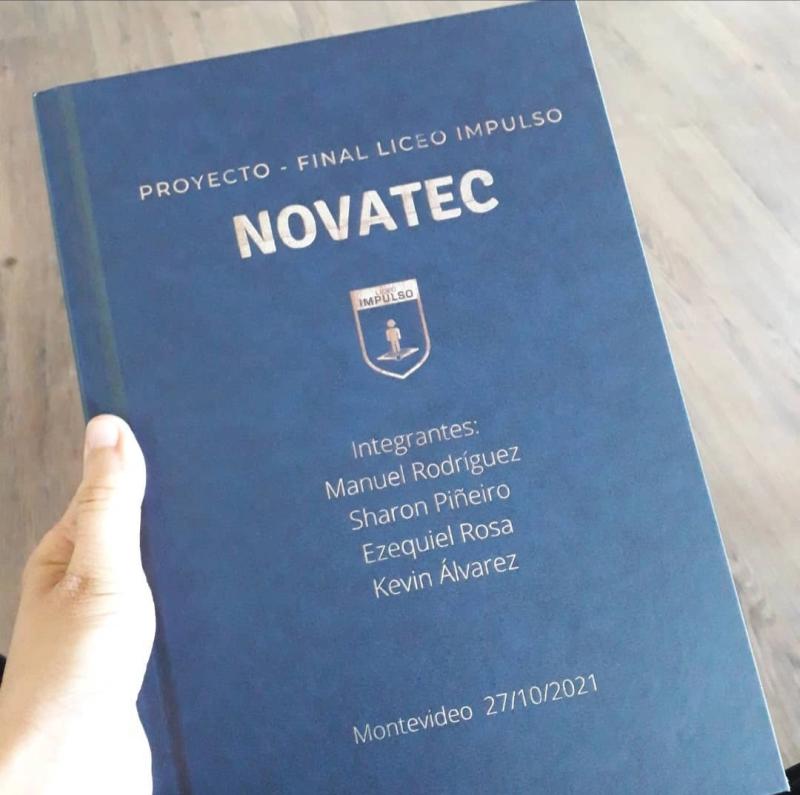 PROYECTO - FINAL LICEO IMPULSO
NOVATEC
LICEO
IMPULSO
Integrantes:
Manuel Rodríguez
Sharon Piñeiro
Ezequiel Rosa
Kevin Álvarez
Montevideo 27/10/2021